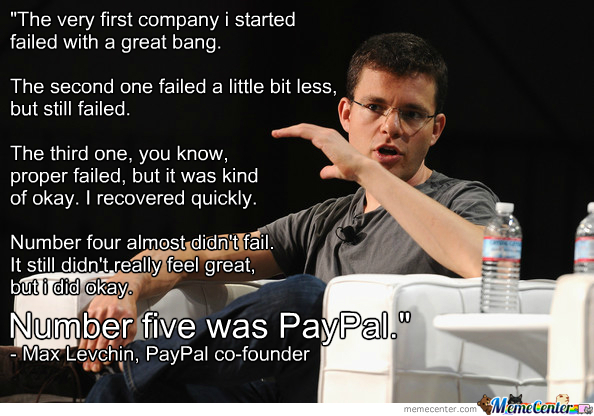 "The very first company i started
failed with a great bang.
The second one failed a little bit less,
but still failed.
The third one, you know,
proper failed, but it was kind
of okay. I recovered quickly.
Number four almost didn't fail.
It still didn't really feel great,
but i did okay.
Number five was PayPal."
- Max Levchin, PayPal co-founder
memecenter.com MemeCenter